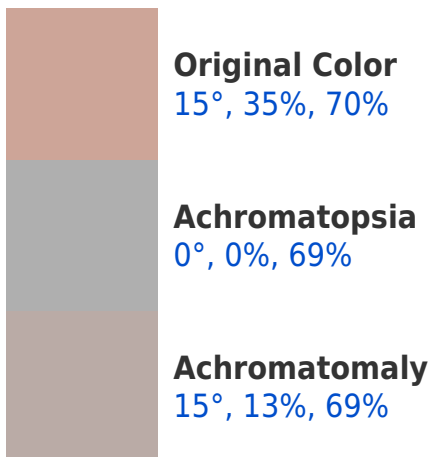 Original Color
15°, 35%, 70%
Achromatopsia
0°, 0%, 69%
Achromatomaly
15°, 13%, 69%